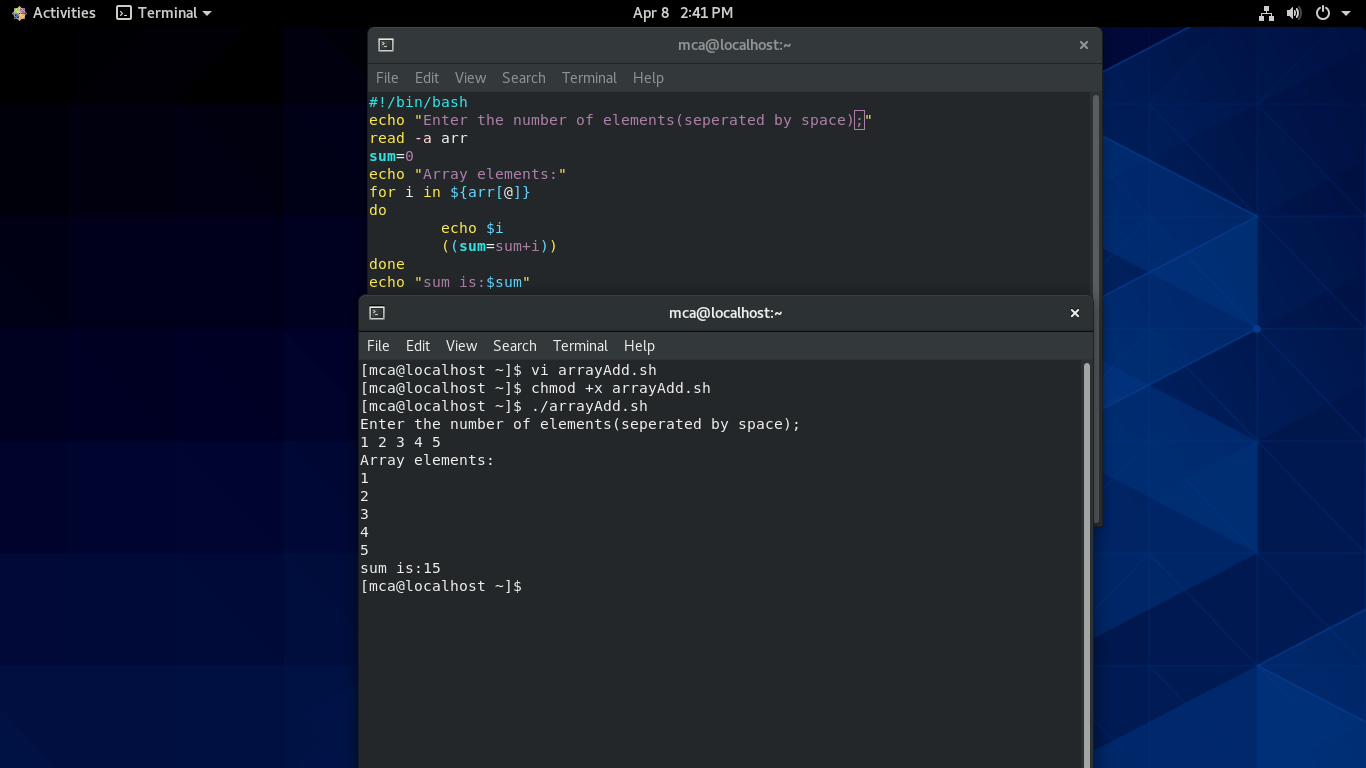 Activities Terminal Apr 8 2:41 PM
mca@localhost:~
File Edit View Search Terminal Help
#!/bin/bash
echo "Enter the number of elements(seperated by space);"
read -a arr
sum=0
echo "Array elements:"
for i in ${arr[@]}
do
        echo $i
        ((sum=sum+i))
done
echo "sum is:$sum"
mca@localhost:~
File Edit View Search Terminal Help
[mca@localhost ~]$ vi arrayAdd.sh
[mca@localhost ~]$ chmod +x arrayAdd.sh
[mca@localhost ~]$ ./arrayAdd.sh
Enter the number of elements(seperated by space);
1 2 3 4 5
Array elements:
1
2
3
4
5
sum is:15
[mca@localhost ~]$